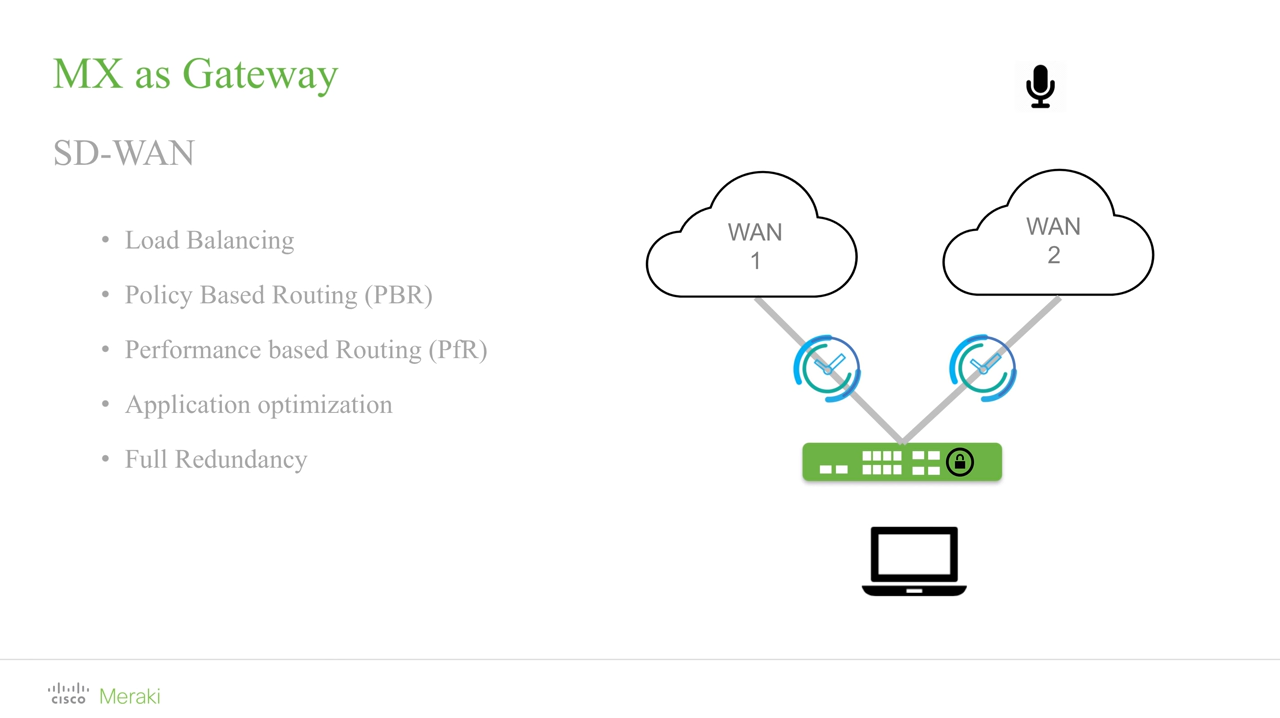 MX as Gateway
SD-WAN
• Load Balancing
• Policy Based Routing (PBR)
• Performance based Routing (PfR)
• Application optimization
• Full Redundancy
WAN
1
WAN
2
CISCO Meraki